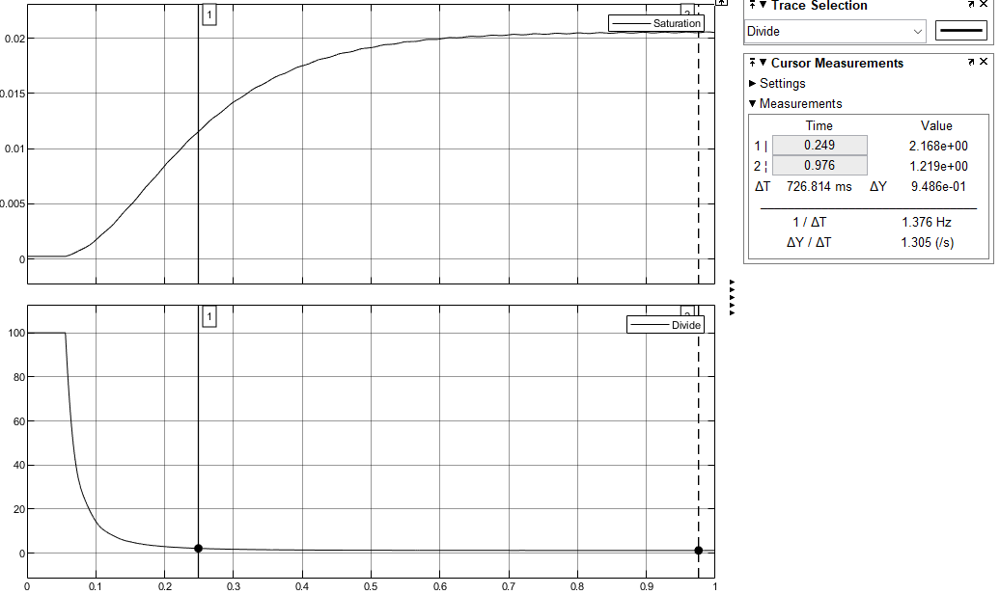 1
2
Saturation
0.02
0.015
0.01
0.005
0
1
2
Divide
100
80
60
40
20
0
0 0.1 0.2 0.3 0.4 0.5 0.6 0.7 0.8 0.9 1
Trace Selection
Divide
Cursor Measurements
Settings
Measurements
Time Value
1 | 0.249 2.168e+00
2 ¦ 0.976 1.219e+00
ΔT 726.814 ms ΔY 9.486e-01
1 / ΔT 1.376 Hz
ΔY / ΔT 1.305 (/s)